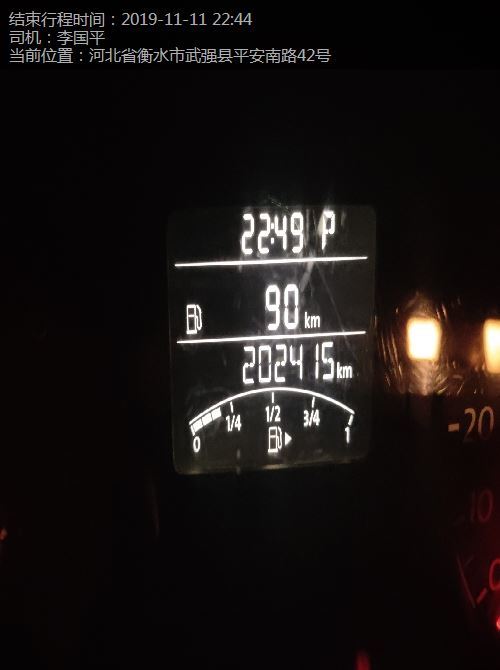 结束行程时间：2019-11-11 22:44
司机：李国平
当前位置：河北省衡水市武强县平安南路42号
22:49 P
90 km
202415 km
0 1/4 1/2 3/4 1
-20